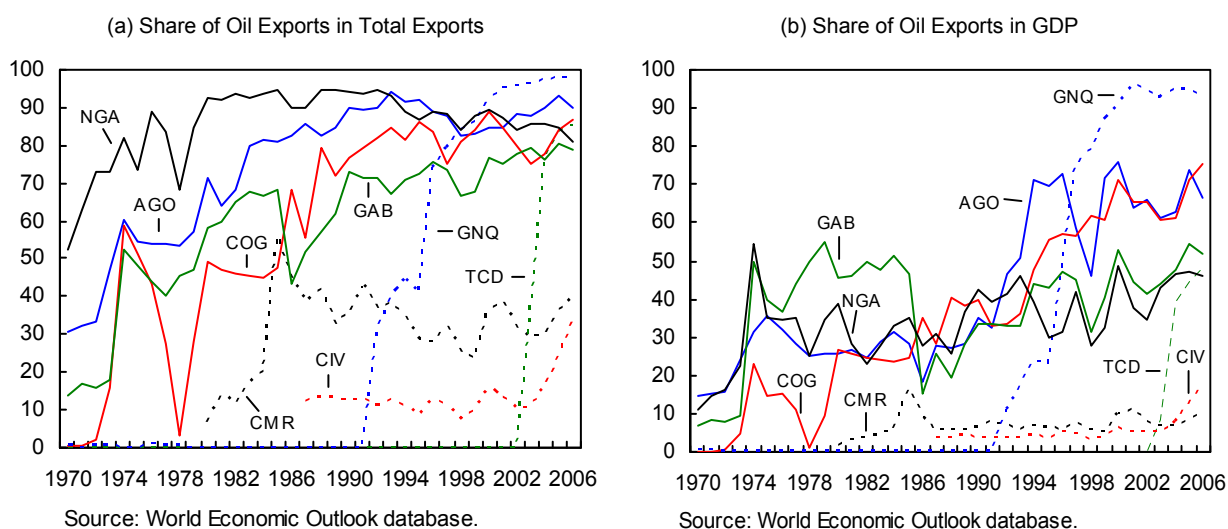 (a) Share of Oil Exports in Total Exports
100
90
80
70
60
50
40
30
20
10
0
NGA
AGO
COG
GAB
GNQ
TCD
CIV
CMR
1970 1974 1978 1982 1986 1990 1994 1998 2002 2006
Source: World Economic Outlook database.
(b) Share of Oil Exports in GDP
100
90
80
70
60
50
40
30
20
10
0
GNQ
AGO
GAB
NGA
COG
CMR
TCD
CIV
1970 1974 1978 1982 1986 1990 1994 1998 2002 2006
Source: World Economic Outlook database.